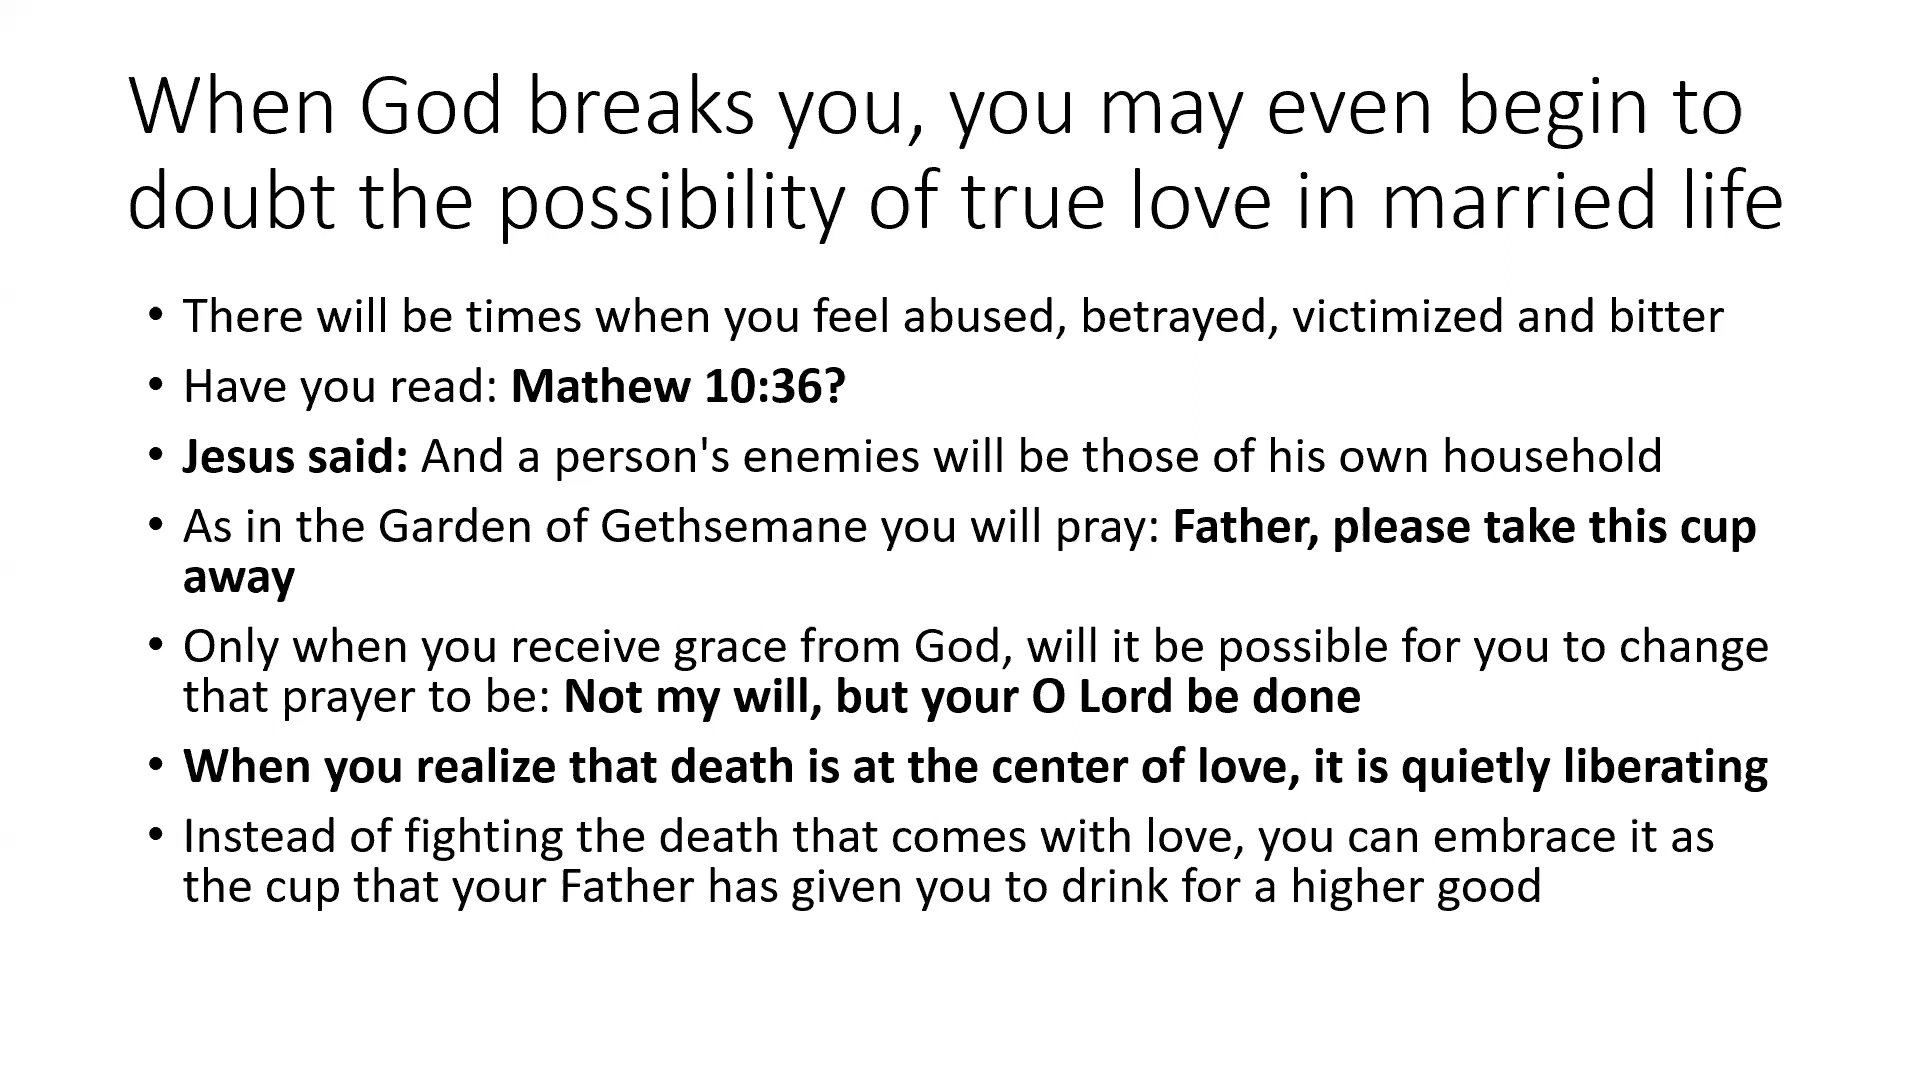 When God breaks you, you may even begin to
doubt the possibility of true love in married life
• There will be times when you feel abused, betrayed, victimized and bitter
• Have you read: Mathew 10:36?
• Jesus said: And a person's enemies will be those of his own household
• As in the Garden of Gethsemane you will pray: Father, please take this cup
away
• Only when you receive grace from God, will it be possible for you to change
that prayer to be: Not my will, but your O Lord be done
• When you realize that death is at the center of love, it is quietly liberating
• Instead of fighting the death that comes with love, you can embrace it as
the cup that your Father has given you to drink for a higher good